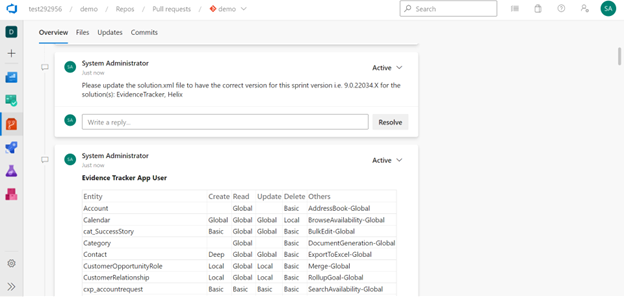 test292956 / demo / Repos / Pull requests / demo
Search
SA
D
Overview Files Updates Commits
SA System Administrator
Just now
Active
Please update the solution.xml file to have the correct version for this sprint version i.e. 9.0.22034.X for the
solution(s): EvidenceTracker, Helix
SA Write a reply... Resolve
SA System Administrator
Just now
Active
Evidence Tracker App User
Entity Create Read Update Delete Others
Account Global Basic AddressBook-Global
Calendar Global Global Global Local BrowseAvailability-Global
cat_SuccessStory Basic Global Global Basic BulkEdit-Global
Category Global Basic DocumentGeneration-Global
Contact Deep Global Global Basic ExportToExcel-Global
CustomerOpportunityRole Local Global Local Basic Merge-Global
CustomerRelationship Local Global Local Basic RollupGoal-Global
cxp_accountrequest Basic Basic Basic Basic SearchAvailability-Global